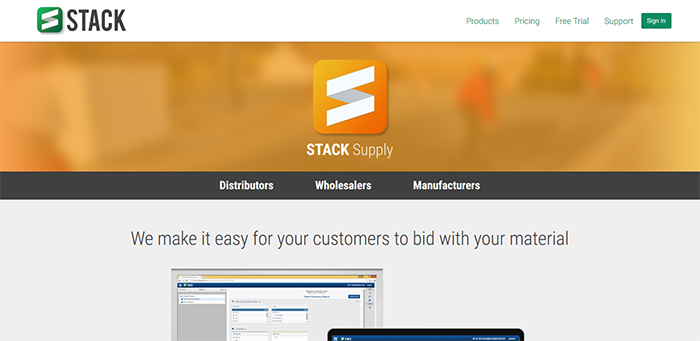 STACK
Products Pricing Free Trial Support Sign in
STACK Supply
Distributors Wholesalers Manufacturers
We make it easy for your customers to bid with your material